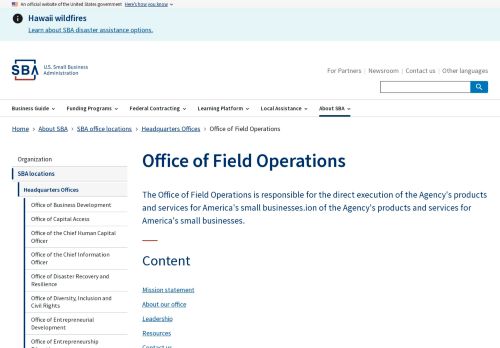 An official website of the United States government Here's how you know
Hawaii wildfires
Learn about SBA disaster assistance options.
SBA
U.S. Small Business
Administration
For Partners | Newsroom | Contact us | Other languages
Business Guide Funding Programs Federal Contracting Learning Platform Local Assistance About SBA
Home › About SBA › SBA office locations › Headquarters Offices › Office of Field Operations
Organization
SBA locations
Headquarters Offices
Office of Business Development
Office of Capital Access
Office of the Chief Human Capital
Officer
Office of the Chief Information
Officer
Office of Disaster Recovery and
Resilience
Office of Diversity, Inclusion and
Civil Rights
Office of Entrepreneurial
Development
Office of Entrepreneurship
Office of Field Operations
The Office of Field Operations is responsible for the direct execution of the Agency's products
and services for America's small businesses.ion of the Agency's products and services for
America's small businesses.
Content
Mission statement
About our office
Leadership
Resources
Contact us